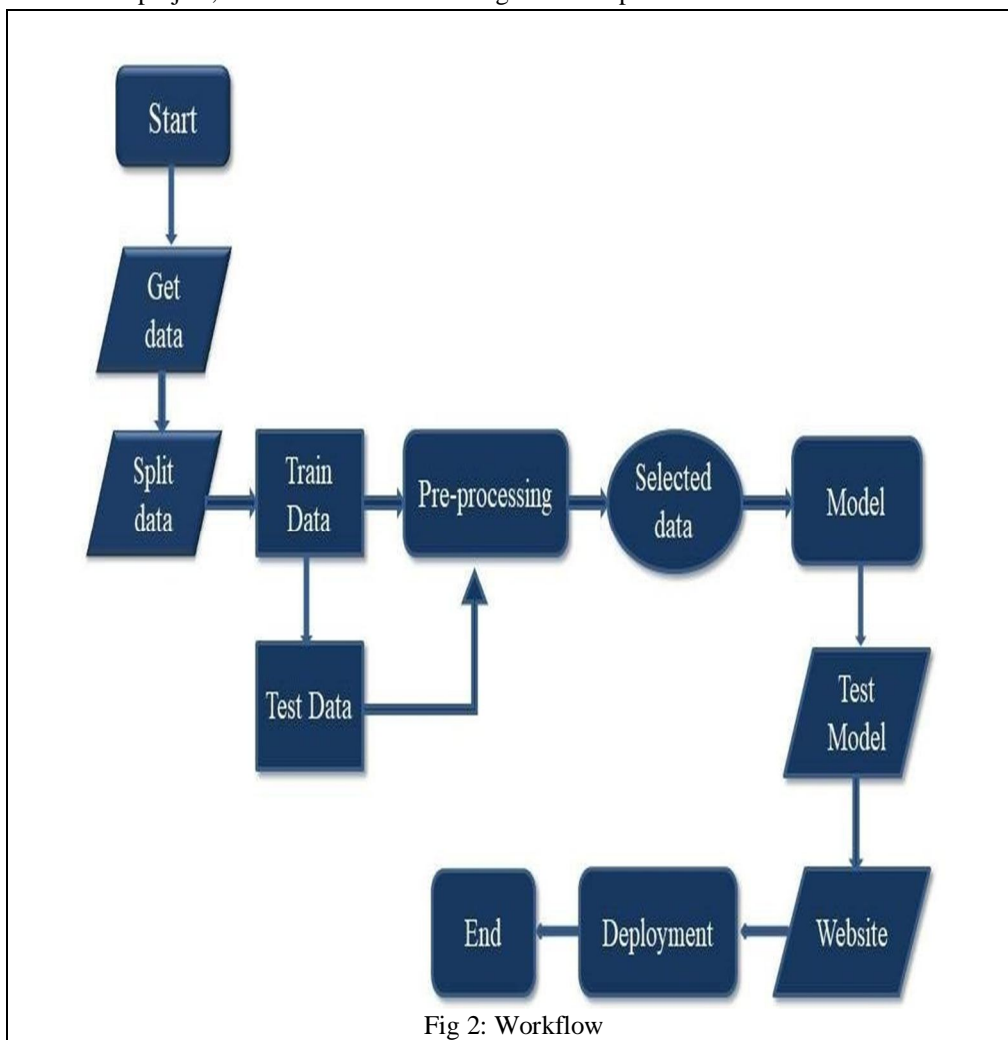 Start
Get
data
Split
data
Train
Data
Pre-processing
Selected
data
Model
Test Data
Test
Model
End
Deployment
Website
Fig 2: Workflow